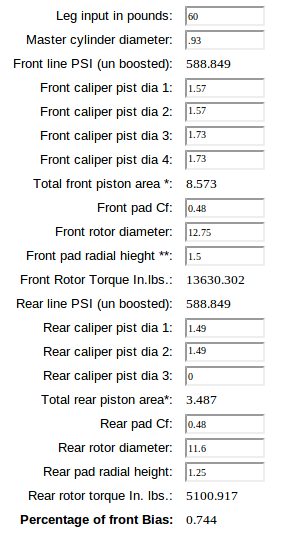 Leg input in pounds: 60
Master cylinder diameter: .93
Front line PSI (un boosted): 588.849
Front caliper pist dia 1: 1.57
Front caliper pist dia 2: 1.57
Front caliper pist dia 3: 1.73
Front caliper pist dia 4: 1.73
Total front piston area *: 8.573
Front pad Cf: 0.48
Front rotor diameter: 12.75
Front pad radial hieght **: 1.5
Front Rotor Torque In.lbs.: 13630.302
Rear line PSI (un boosted): 588.849
Rear caliper pist dia 1: 1.49
Rear caliper pist dia 2: 1.49
Rear caliper pist dia 3: 0
Total rear piston area*: 3.487
Rear pad Cf: 0.48
Rear rotor diameter: 11.6
Rear pad radial height: 1.25
Rear rotor torque In. lbs.: 5100.917
Percentage of front Bias: 0.744